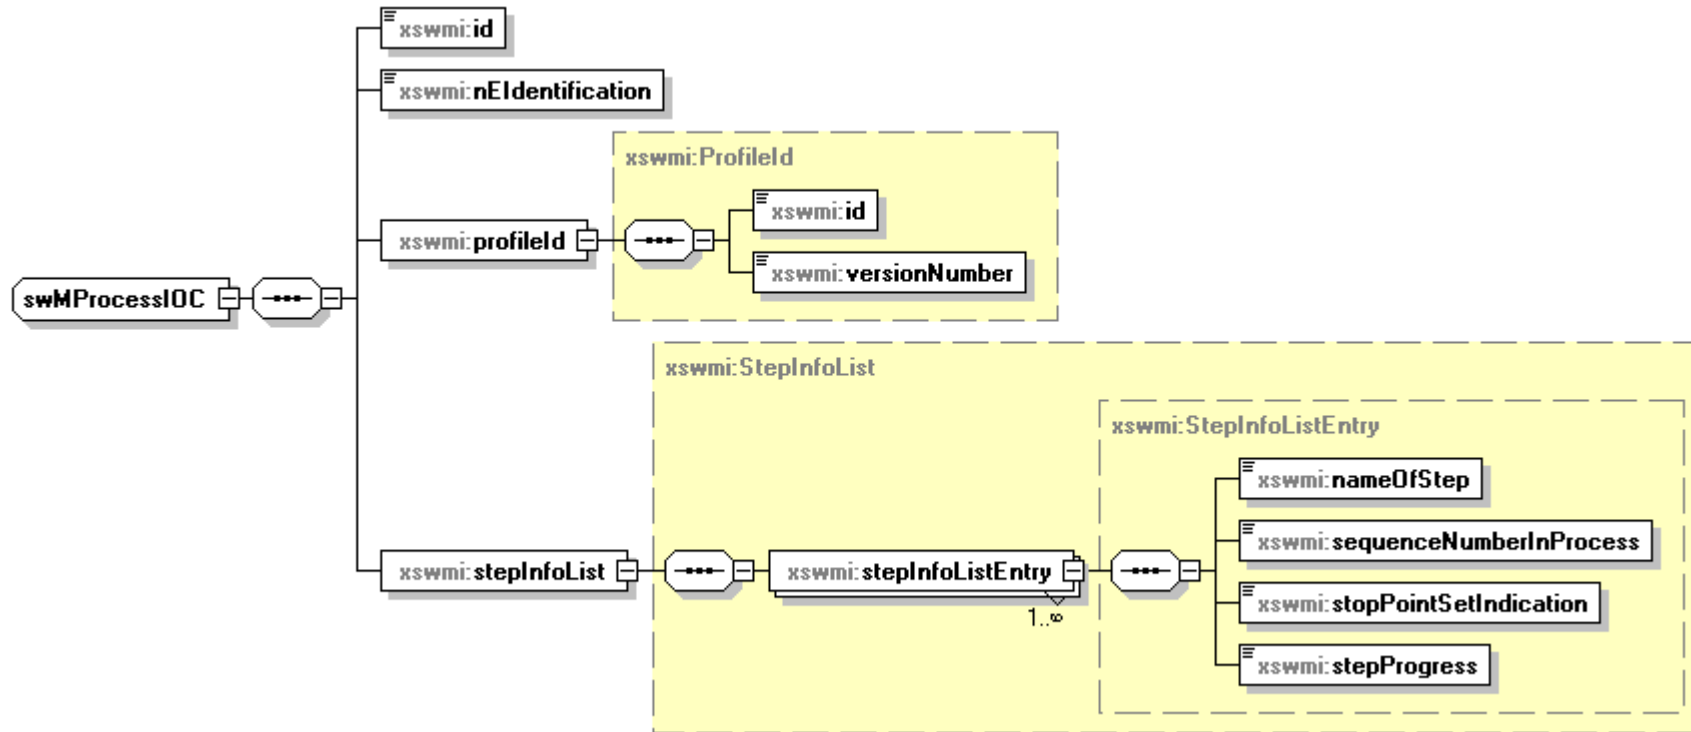 xswmi:id
xswmi:nEIdentification
xswmi:ProfileId
xswmi:id
xswmi:profileId
xswmi:versionNumber
swMProcessIOC
xswmi:StepInfoList
xswmi:StepInfoListEntry
xswmi:nameOfStep
xswmi:sequenceNumberInProcess
xswmi:stepInfoList
xswmi:stepInfoListEntry
1..∞
xswmi:stopPointSetIndication
xswmi:stepProgress